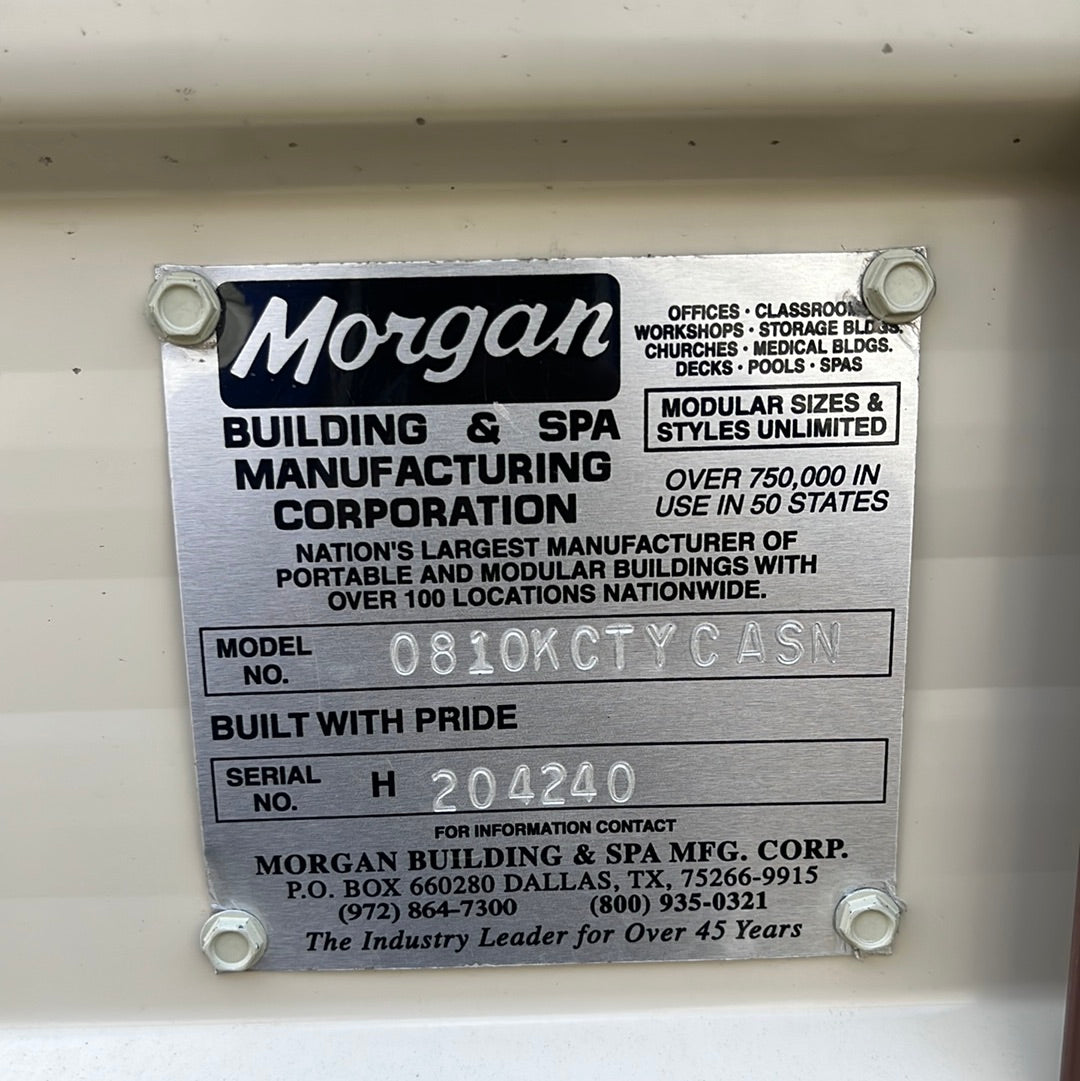 Morgan
BUILDING & SPA
MANUFACTURING
CORPORATION
OFFICES · CLASSROOMS
WORKSHOPS · STORAGE BLDGS.
CHURCHES · MEDICAL BLDGS.
DECKS · POOLS · SPAS
MODULAR SIZES &
STYLES UNLIMITED
OVER 750,000 IN
USE IN 50 STATES
NATION'S LARGEST MANUFACTURER OF
PORTABLE AND MODULAR BUILDINGS WITH
OVER 100 LOCATIONS NATIONWIDE.
MODEL
NO.
0810KCTYCASN
BUILT WITH PRIDE
SERIAL
NO.
H 204240
FOR INFORMATION CONTACT
MORGAN BUILDING & SPA MFG. CORP.
P.O. BOX 660280 DALLAS, TX, 75266-9915
(972) 864-7300 (800) 935-0321
The Industry Leader for Over 45 Years